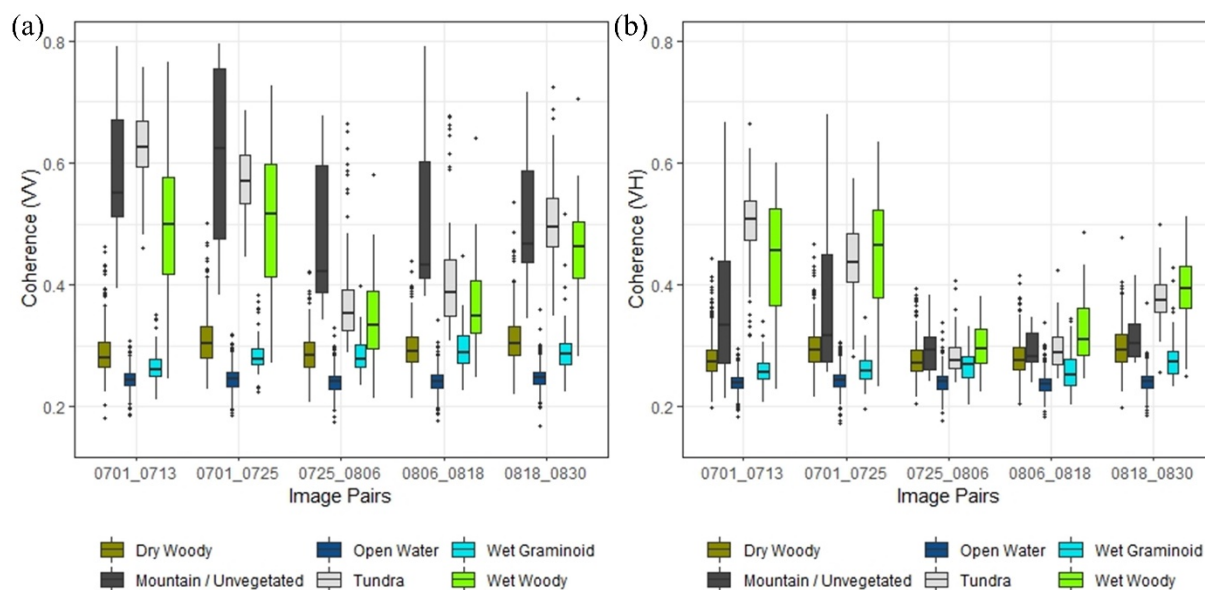 (a)
Coherence (VV)
0.8
0.6
0.4
0.2
0701_0713 0701_0725 0725_0806 0806_0818 0818_0830
Image Pairs
Dry Woody Open Water Wet Graminoid
Mountain / Unvegetated Tundra Wet Woody
(b)
Coherence (VH)
0.8
0.6
0.4
0.2
0701_0713 0701_0725 0725_0806 0806_0818 0818_0830
Image Pairs
Dry Woody Open Water Wet Graminoid
Mountain / Unvegetated Tundra Wet Woody